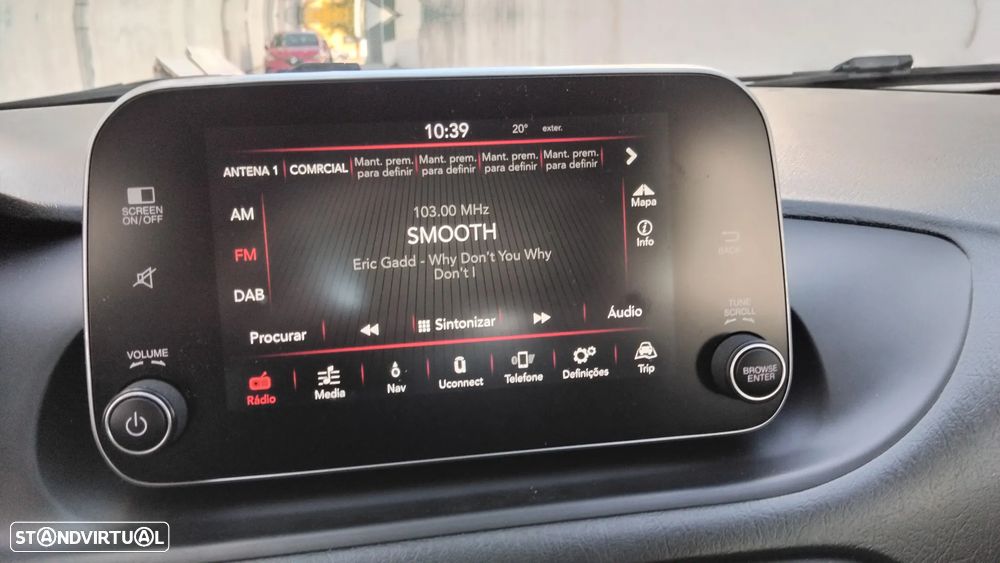 10:39 20° exter.
ANTENA 1 COMRCIAL Mant. prem. para definir Mant. prem. para definir Mant. prem. para definir Mant. prem. para definir
SCREEN
ON/OFF
AM
FM
DAB
103.00 MHz
SMOOTH
Eric Gadd - Why Don't You Why
Don't I
Mapa
Info
BACK
TUNE
SCROLL
Procurar Sintonizar Áudio
VOLUME
Rádio Media Nav Uconnect Telefone Definições Trip
BROWSE
ENTER
STANDVIRTUAL